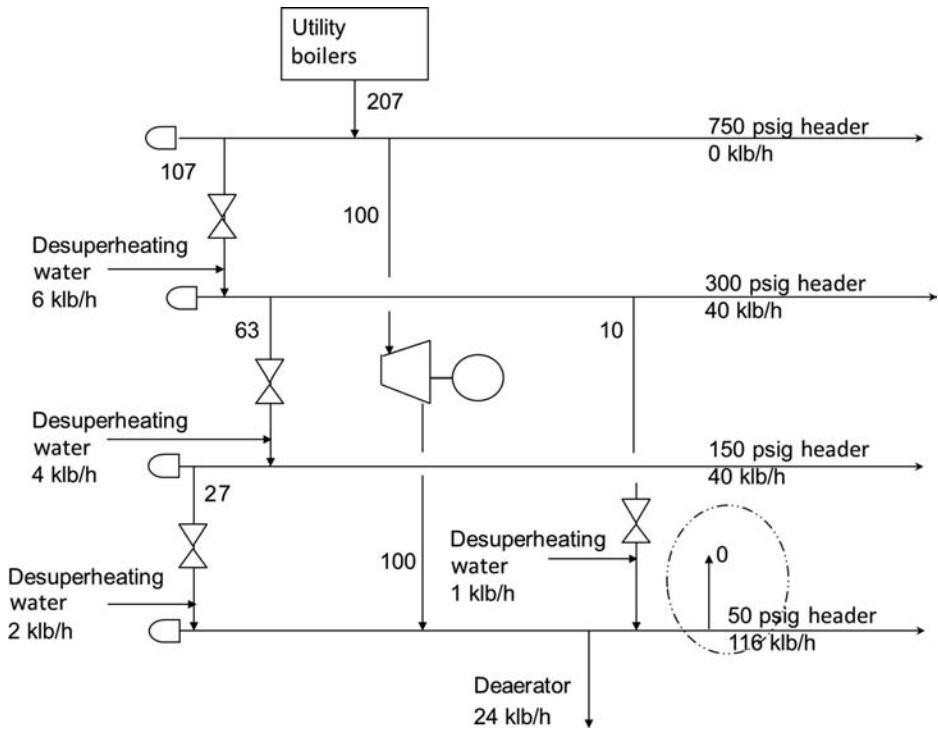 Utility
boilers
207
750 psig header
0 klb/h
107
100
Desuperheating
water
6 klb/h
300 psig header
40 klb/h
63
10
Desuperheating
water
4 klb/h
150 psig header
40 klb/h
27
100
Desuperheating
water
1 klb/h
0
Desuperheating
water
2 klb/h
50 psig header
116 klb/h
Deaerator
24 klb/h